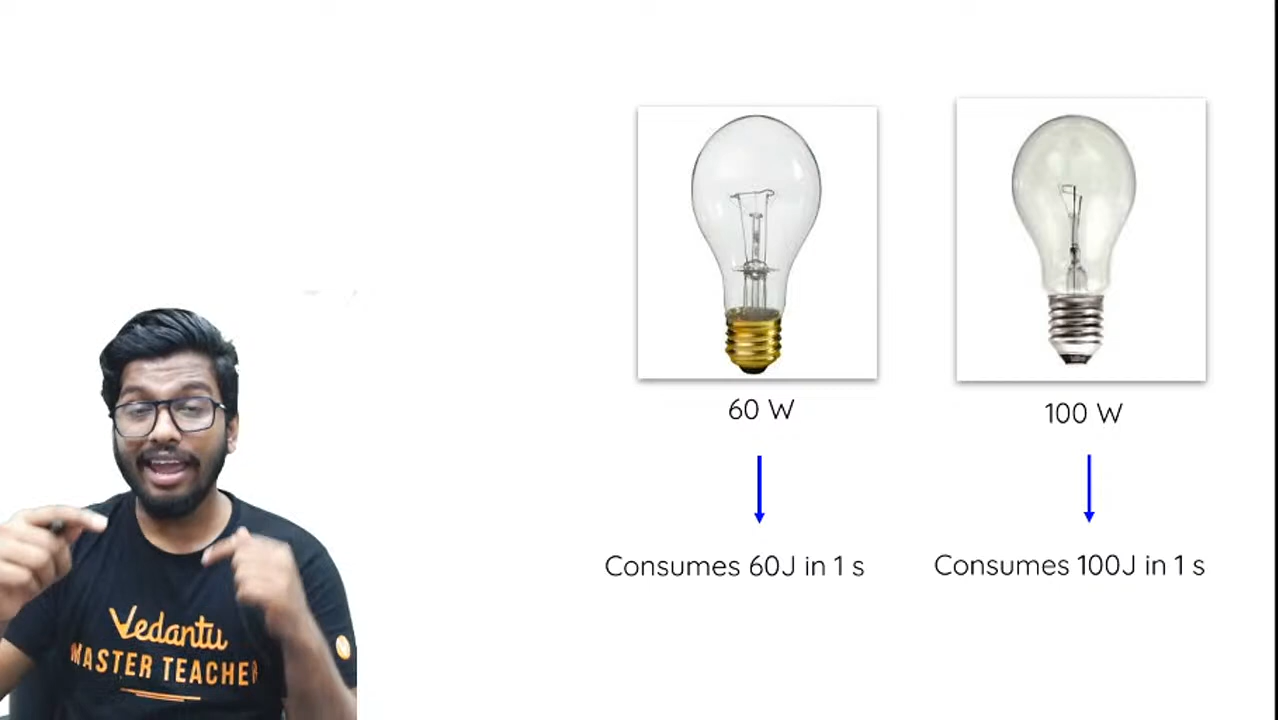 60 W
100 W
Consumes 60J in 1 s
Consumes 100J in 1 s
Vedantu
MASTER TEACHER